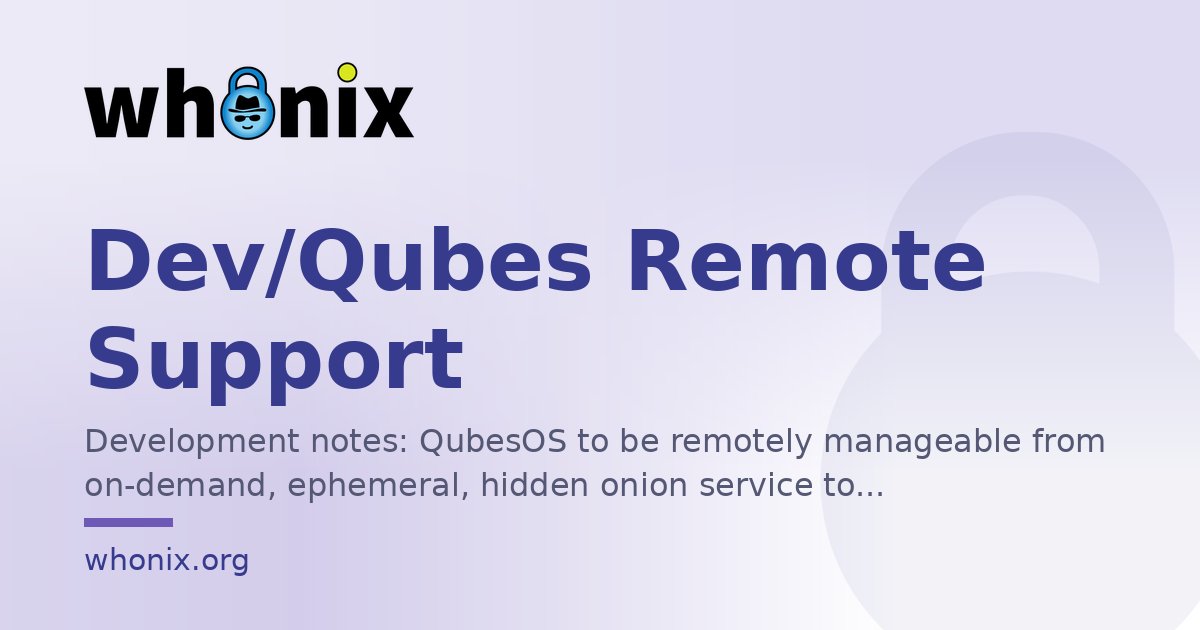 whonix
Dev/Qubes Remote
Support
Development notes: QubesOS to be remotely manageable from
on-demand, ephemeral, hidden onion service to...
whonix.org